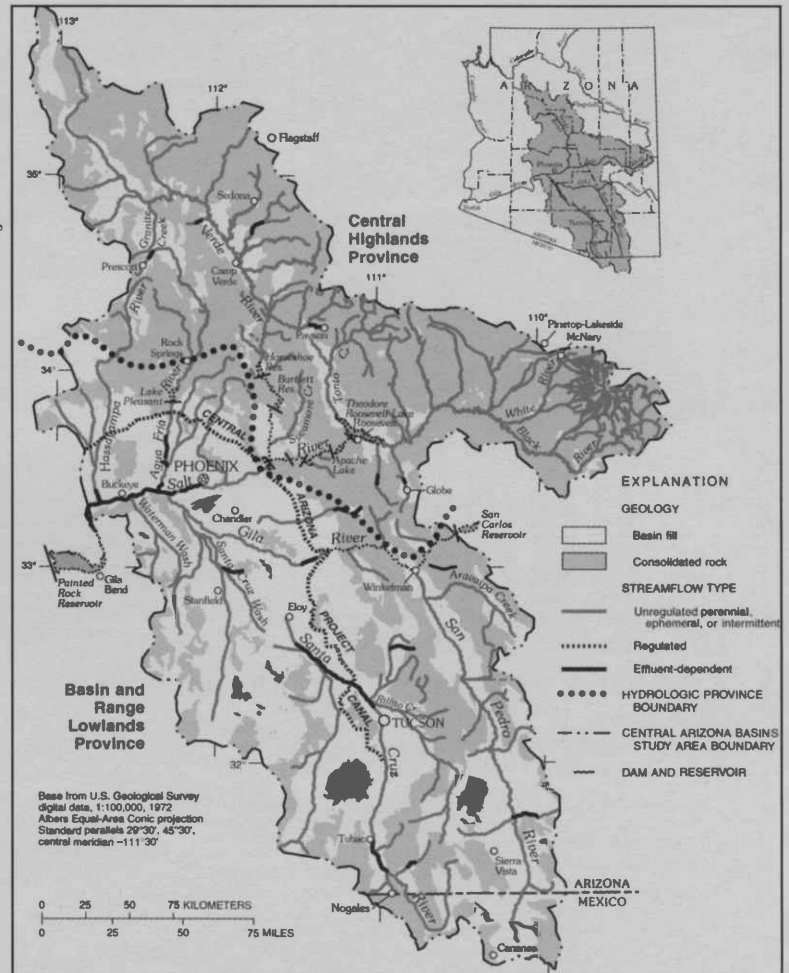 113°
112°
Flagstaff
35°
Sedona
Granite
Creek
Verde
Central
Highlands
Province
Prescott
Camp
Verde
River
River
111°
110°
Pinetop-Lakeside
McNary
Payson
Rock
Springs
Horseshoe
Res.
34°
Bartlett
Res.
Tonto Cr.
River
Lake
Pleasant
River
Sycamore Cr.
Theodore
Roosevelt Lake
Roosevelt
White
Black
River
Hassayampa
CENTRAL
River
Apache
Lake
Agua Fria
PHOENIX
Salt
Buckeye
Globe
ARIZONA
Chandler
Gila
River
San
Carlos
Reservoir
Waterman Wash
Santa Cruz Wash
33°
Painted
Rock
Reservoir
Gila
Bend
Stanfield
Winkelman
Aravaipa Creek
Eloy
PROJECT
San
Santa
Basin and
Range
Lowlands
Province
CANAL
Rillito Cr.
TUCSON
Pedro
32°
Cruz
Base from U.S. Geological Survey
digital data, 1:100,000, 1972
Albers Equal-Area Conic projection
Standard parallels 29°30', 45°30',
central meridian –111°30'
Tubac
Sierra
Vista
River
ARIZONA
MEXICO
Nogales
River
Cananea
0 25 50 75 KILOMETERS
0 25 50 75 MILES
EXPLANATION
GEOLOGY
Basin fill
Consolidated rock
STREAMFLOW TYPE
Unregulated perennial,
ephemeral, or intermittent
Regulated
Effluent-dependent
HYDROLOGIC PROVINCE
BOUNDARY
CENTRAL ARIZONA BASINS
STUDY AREA BOUNDARY
DAM AND RESERVOIR
A R I Z O N A
Phoenix